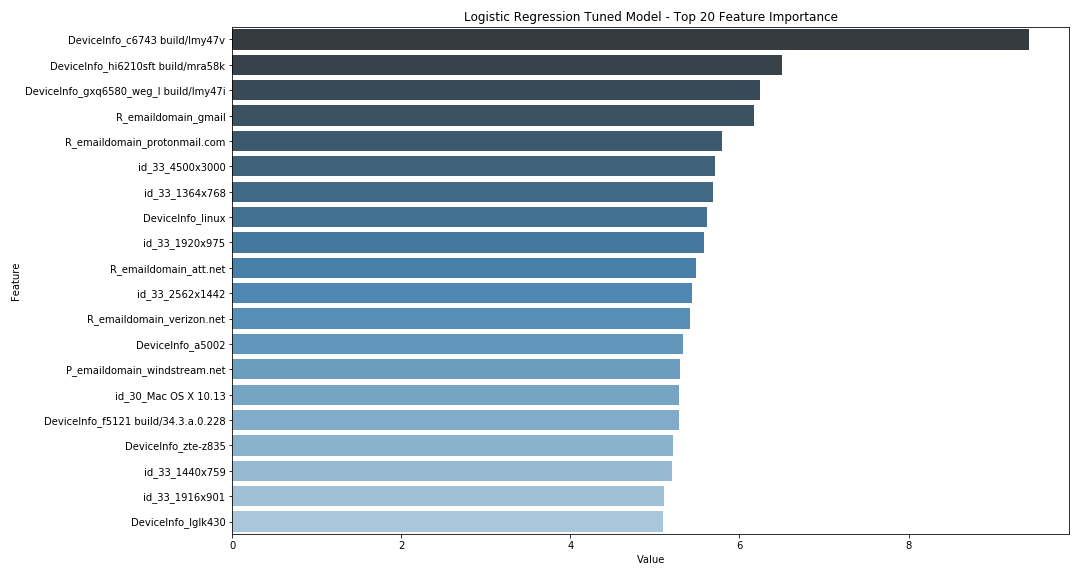 Logistic Regression Tuned Model - Top 20 Feature Importance
DeviceInfo_c6743 build/lmy47v
DeviceInfo_hi6210sft build/mra58k
DeviceInfo_gxq6580_weg_l build/lmy47i
R_emaildomain_gmail
R_emaildomain_protonmail.com
id_33_4500x3000
id_33_1364x768
DeviceInfo_linux
id_33_1920x975
R_emaildomain_att.net
id_33_2562x1442
R_emaildomain_verizon.net
DeviceInfo_a5002
P_emaildomain_windstream.net
id_30_Mac OS X 10.13
DeviceInfo_f5121 build/34.3.a.0.228
DeviceInfo_zte-z835
id_33_1440x759
id_33_1916x901
DeviceInfo_lglk430
Feature
0 2 4 6 8
Value